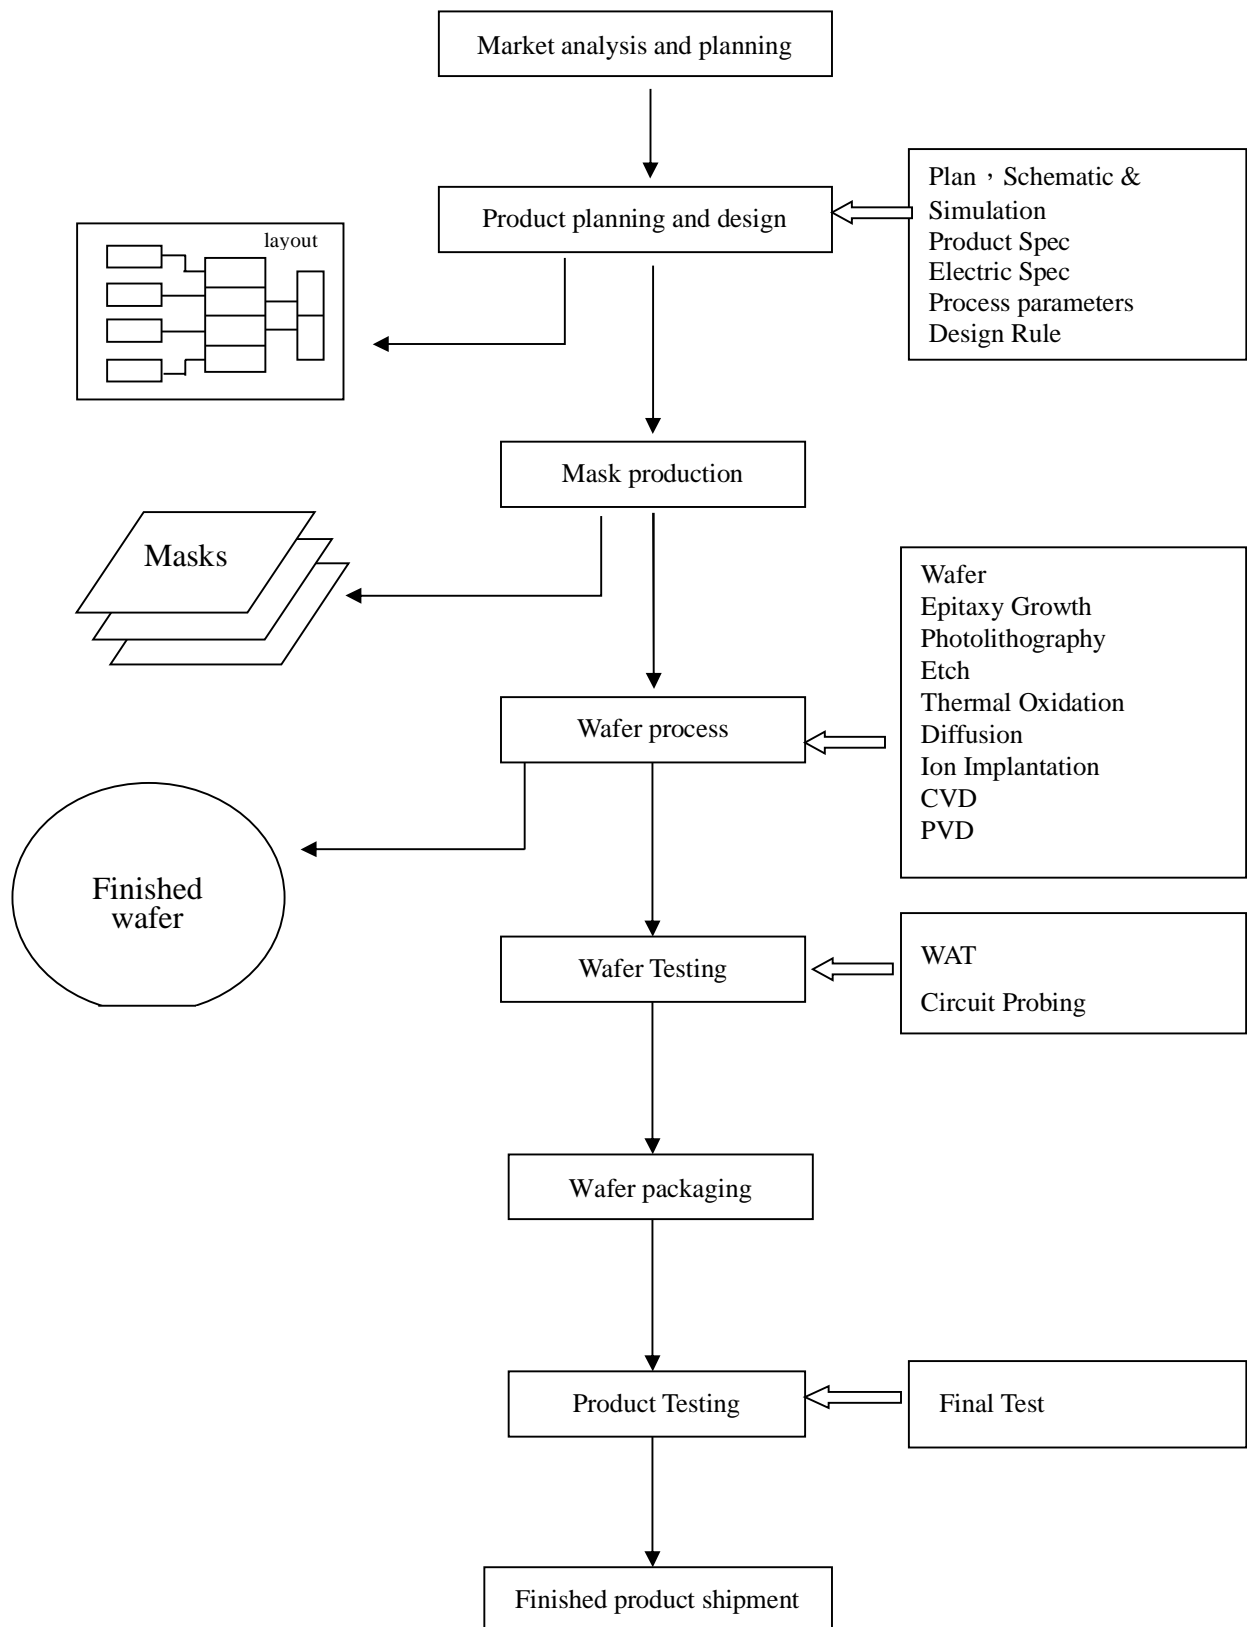 Market analysis and planning
Plan，Schematic &
Simulation
Product Spec
Electric Spec
Process parameters
Design Rule
Product planning and design
layout
Mask production
Masks
Wafer
Epitaxy Growth
Photolithography
Etch
Thermal Oxidation
Diffusion
Ion Implantation
CVD
PVD
Wafer process
Finished
wafer
Wafer Testing
WAT
Circuit Probing
Wafer packaging
Product Testing
Final Test
Finished product shipment